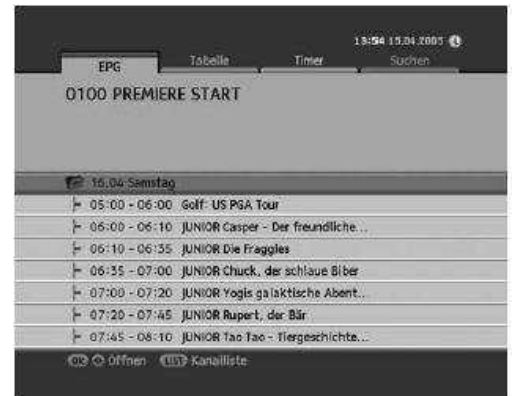 13:54 15.04.2005
EPG Tabelle Timer Suchen
0100 PREMIERE START
16.04 Samstag
05:00 - 06:00 Golf: US PGA Tour
06:00 - 06:10 JUNIOR Casper - Der freundliche...
06:10 - 06:35 JUNIOR Die Fraggles
06:35 - 07:00 JUNIOR Chuck, der schlaue Biber
07:00 - 07:20 JUNIOR Yogis galaktische Abent...
07:20 - 07:45 JUNIOR Rupert, der Bär
07:45 - 08:10 JUNIOR Tao Tao - Tiergeschichte...
OK Öffnen LIST Kanalliste